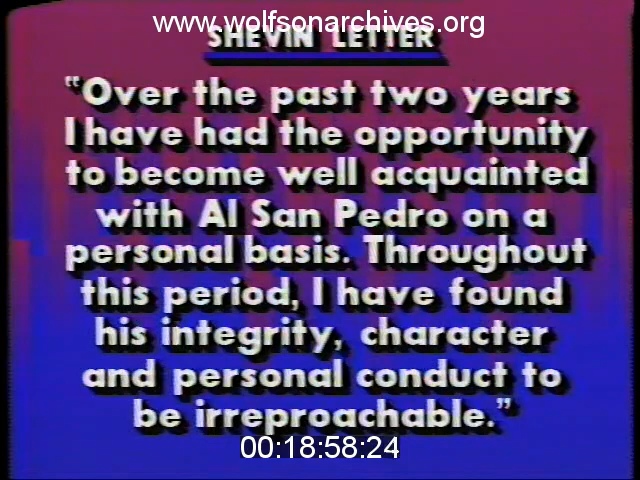 www.wolfsonarchives.org
SHEVIN LETTER
"Over the past two years
I have had the opportunity
to become well acquainted
with Al San Pedro on a
personal basis. Throughout
this period, I have found
his integrity, character
and personal conduct to
be irreproachable."
00:18:58:24